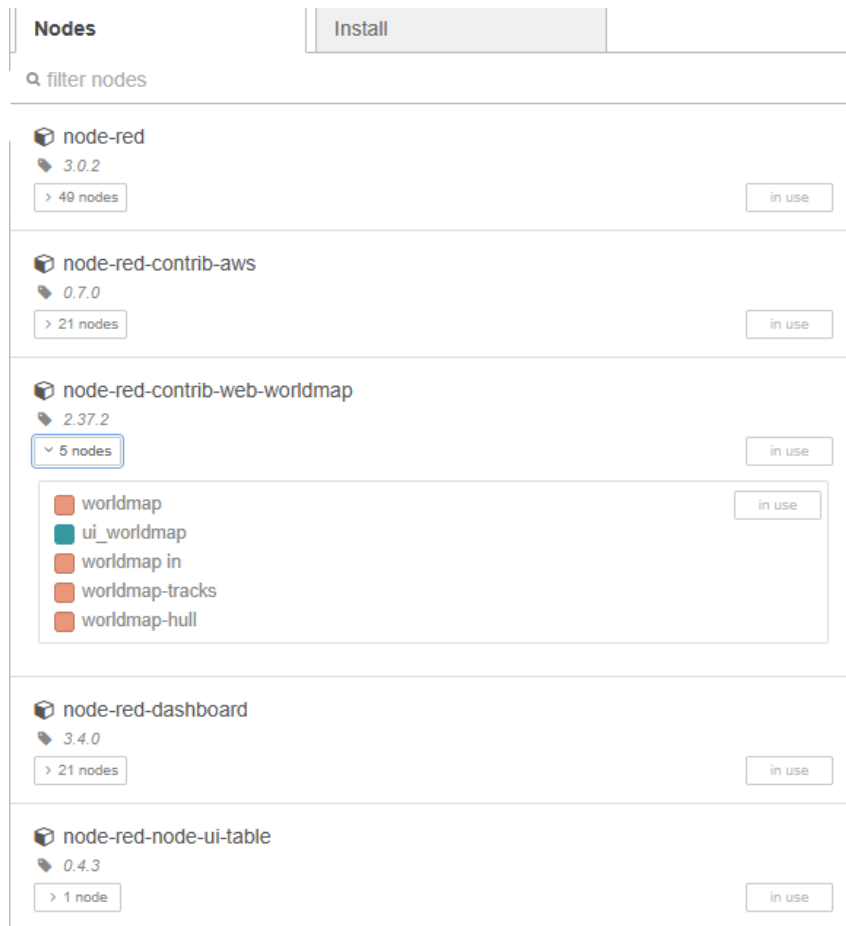 Nodes
Install
filter nodes
node-red
3.0.2
> 49 nodes
in use
node-red-contrib-aws
0.7.0
> 21 nodes
in use
node-red-contrib-web-worldmap
2.37.2
5 nodes
in use
worldmap
in use
ui_worldmap
worldmap in
worldmap-tracks
worldmap-hull
node-red-dashboard
3.4.0
> 21 nodes
in use
node-red-node-ui-table
0.4.3
> 1 node
in use